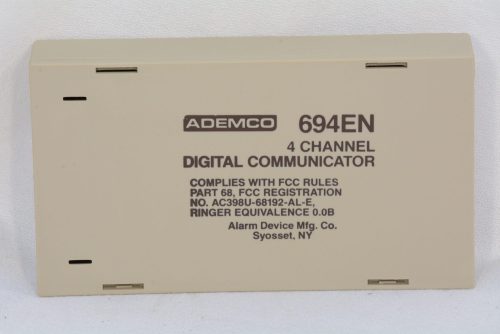 ADEMCO 694EN
4 CHANNEL
DIGITAL COMMUNICATOR
COMPLIES WITH FCC RULES
PART 68, FCC REGISTRATION
NO. AC398U-68192-AL-E,
RINGER EQUIVALENCE 0.0B
Alarm Device Mfg. Co.
Syosset, NY